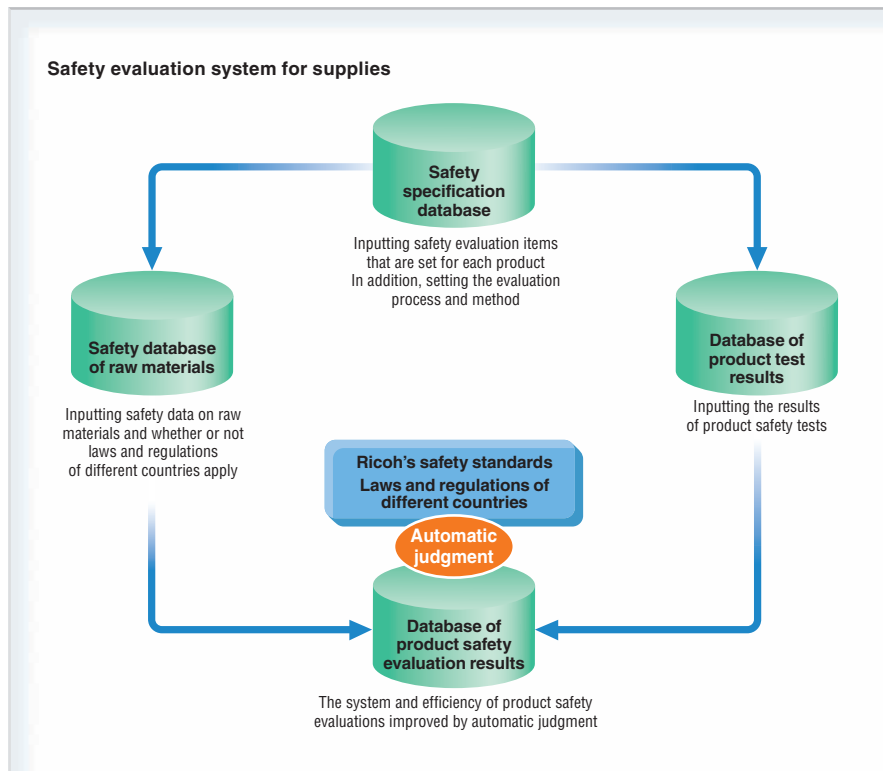 Safety evaluation system for supplies
Safety
specification
database
Inputting safety evaluation items
that are set for each product
In addition, setting the evaluation
process and method
Safety database
of raw materials
Inputting safety data on raw
materials and whether or not
laws and regulations
of different countries apply
Database of
product test
results
Inputting the results
of product safety tests
Ricoh's safety standards
Laws and regulations of
different countries
Automatic
judgment
Database of
product safety
evaluation results
The system and efficiency of product safety
evaluations improved by automatic judgment